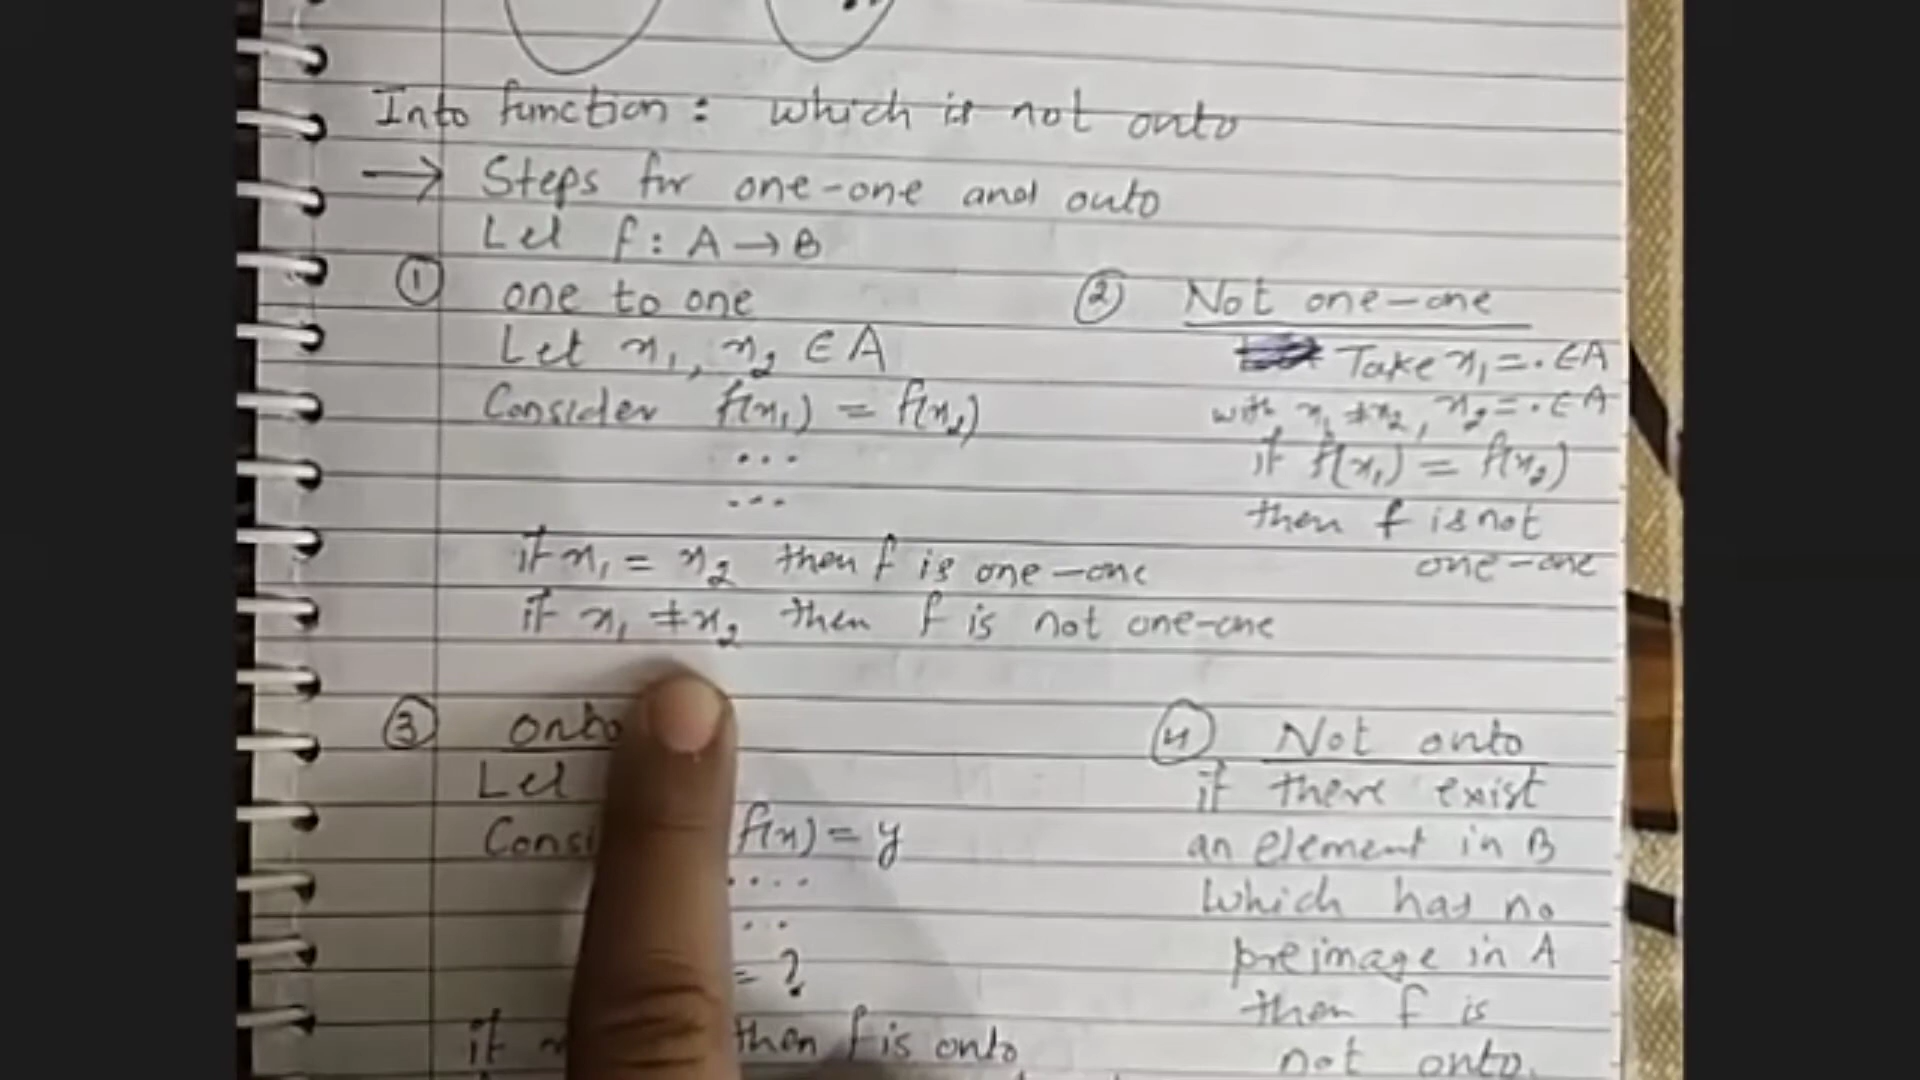 Into function: which is not onto
→ Steps for one-one and onto
Let f: A → B
① one to one
Let x₁, x₂ ∈ A
Consider f(x₁) = f(x₂)
...
...
if x₁ = x₂ then f is one-one
if x₁ ≠ x₂ then f is not one-one
② Not one-one
Take x₁ = . ∈ A
with x₁ ≠ x₂, x₂ = . ∈ A
if f(x₁) = f(x₂)
then f is not
one-one
③ onto
Let
f(x) = y
....
..
= ?
if then f is onto
④ Not onto
if there exist
an element in B
which has no
preimage in A
then f is
not onto.